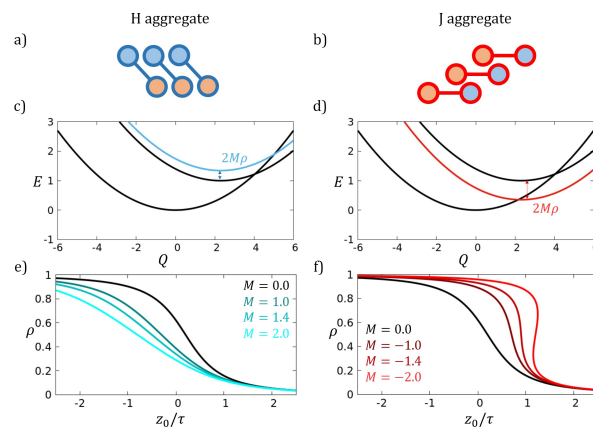 H aggregate
J aggregate
a)
b)
c)
d)
3
2
1
0
-1
E
2Mρ
-6
-4
-2
0
2
4
6
Q
3
2
1
0
-1
E
2Mρ
-6
-4
-2
0
2
4
6
Q
e)
f)
1
0.8
0.6
0.4
0.2
0
ρ
M = 0.0
M = 1.0
M = 1.4
M = 2.0
-2
-1
0
1
2
z₀/τ
1
0.8
0.6
0.4
0.2
0
ρ
M = 0.0
M = −1.0
M = −1.4
M = −2.0
-2
-1
0
1
2
z₀/τ